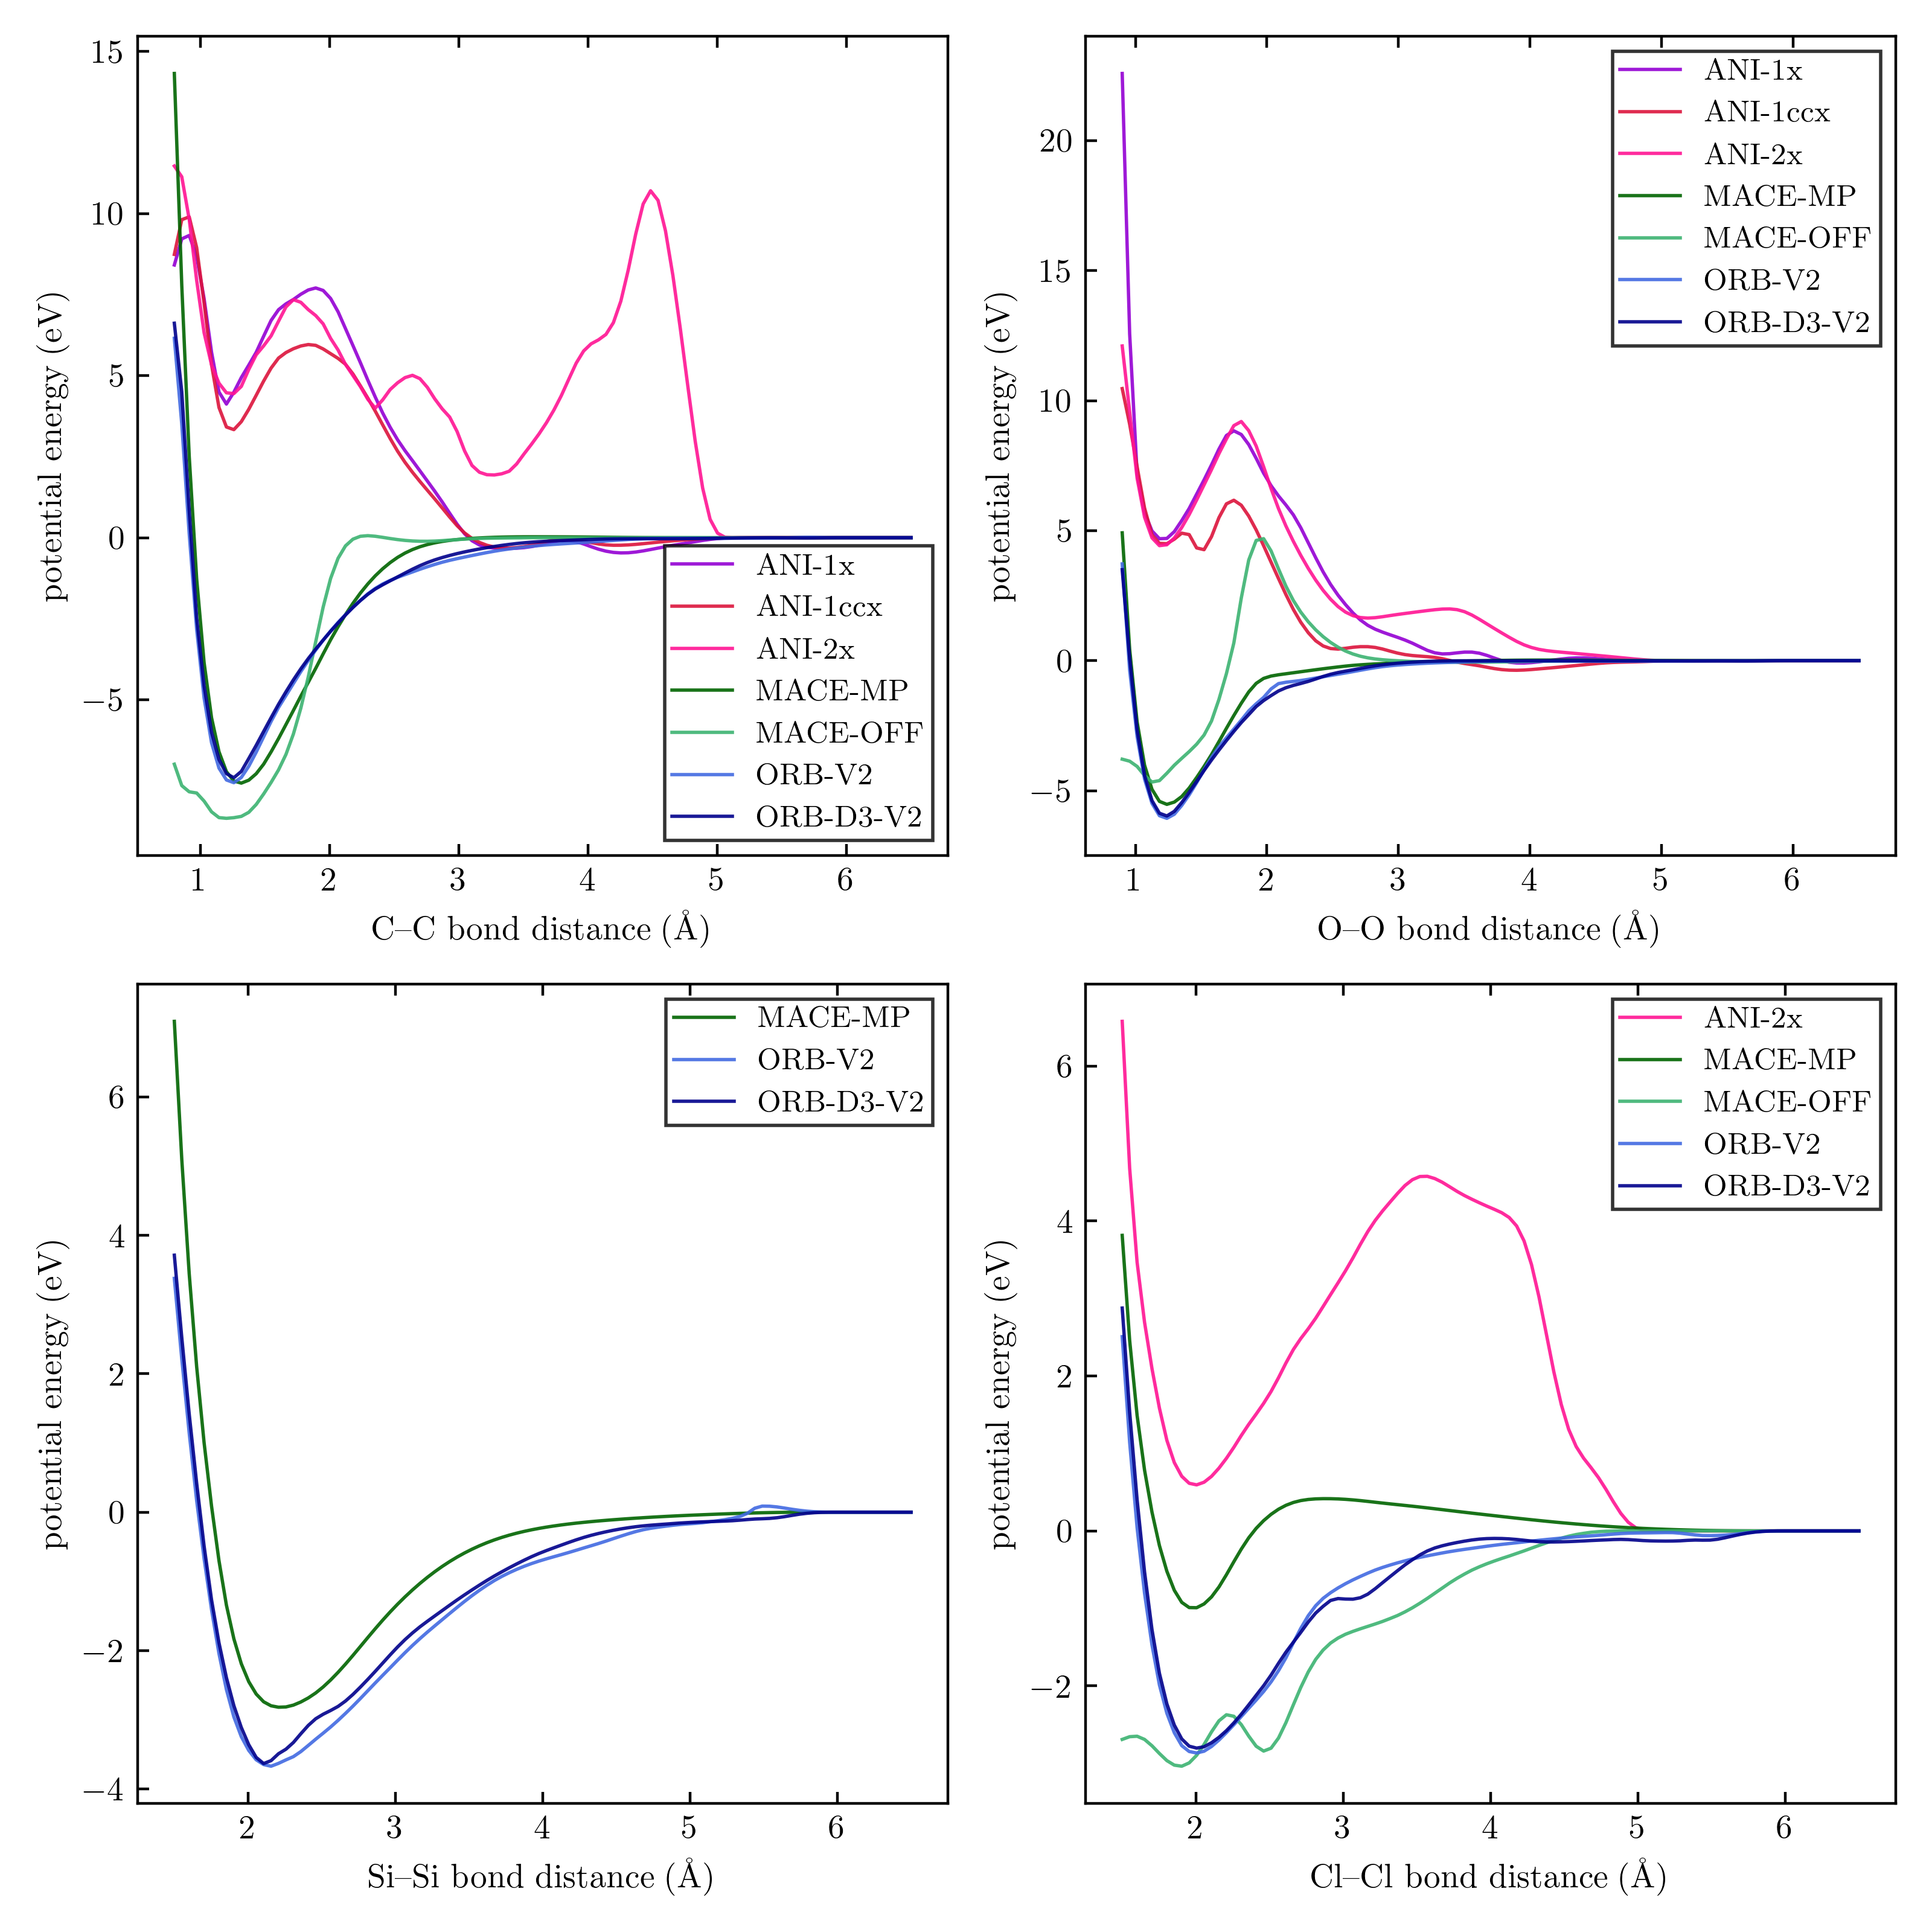 15
10
5
0
−5
potential energy (eV)
1 2 3 4 5 6
C–C bond distance (Å)
ANI-1x
ANI-1ccx
ANI-2x
MACE-MP
MACE-OFF
ORB-V2
ORB-D3-V2
20
15
10
5
0
−5
potential energy (eV)
1 2 3 4 5 6
O–O bond distance (Å)
ANI-1x
ANI-1ccx
ANI-2x
MACE-MP
MACE-OFF
ORB-V2
ORB-D3-V2
6
4
2
0
−2
−4
potential energy (eV)
2 3 4 5 6
Si–Si bond distance (Å)
MACE-MP
ORB-V2
ORB-D3-V2
6
4
2
0
−2
potential energy (eV)
2 3 4 5 6
Cl–Cl bond distance (Å)
ANI-2x
MACE-MP
MACE-OFF
ORB-V2
ORB-D3-V2